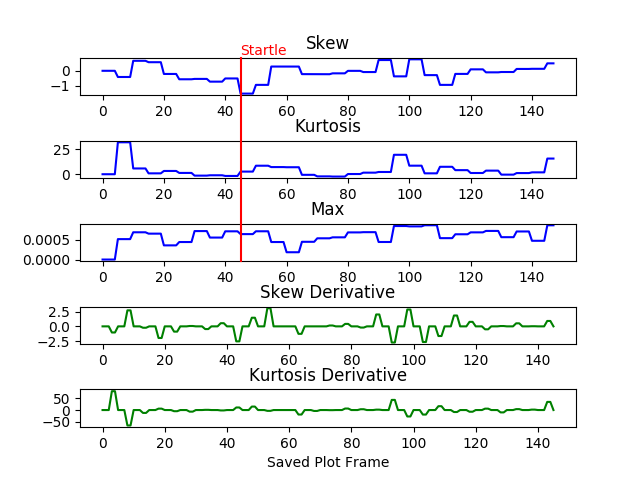 Startle
Skew
0
−1
0 20 40 60 80 100 120 140
Kurtosis
25
0
0 20 40 60 80 100 120 140
Max
0.0005
0.0000
0 20 40 60 80 100 120 140
Skew Derivative
2.5
0.0
−2.5
0 20 40 60 80 100 120 140
Kurtosis Derivative
50
0
−50
0 20 40 60 80 100 120 140
Saved Plot Frame